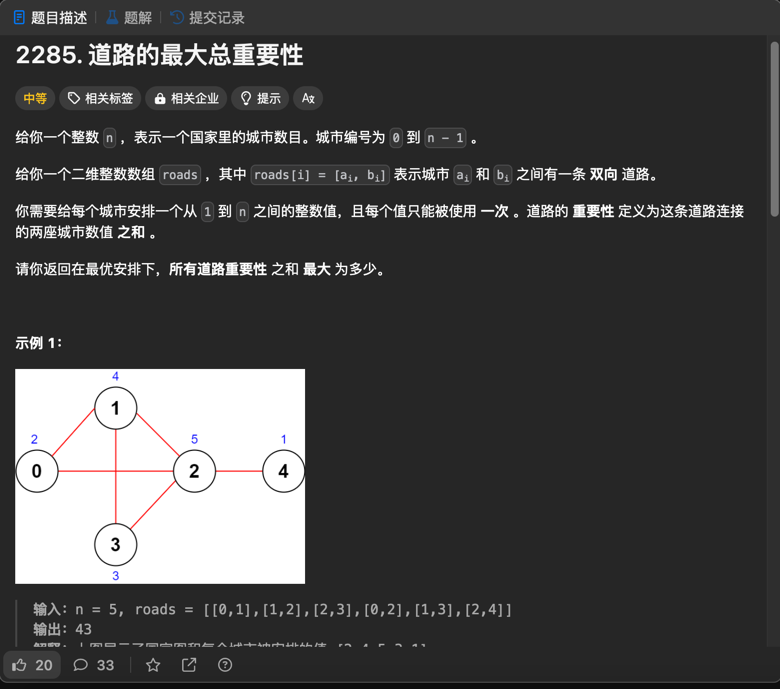 题目描述 题解 提交记录
2285. 道路的最大总重要性
中等 相关标签 相关企业 提示
给你一个整数 n ，表示一个国家里的城市数目。城市编号为 0 到 n - 1 。
给你一个二维整数数组 roads ，其中 roads[i] = [ai, bi] 表示城市 ai 和 bi 之间有一条 双向 道路。
你需要给每个城市安排一个从 1 到 n 之间的整数值，且每个值只能被使用 一次 。道路的 重要性 定义为这条道路连接
的两座城市数值 之和 。
请你返回在最优安排下，所有道路重要性 之和 最大 为多少。
示例 1：
4
1
2
5
1
0
2
4
3
3
输入：n = 5, roads = [[0,1],[1,2],[2,3],[0,2],[1,3],[2,4]]
输出：43
20 33